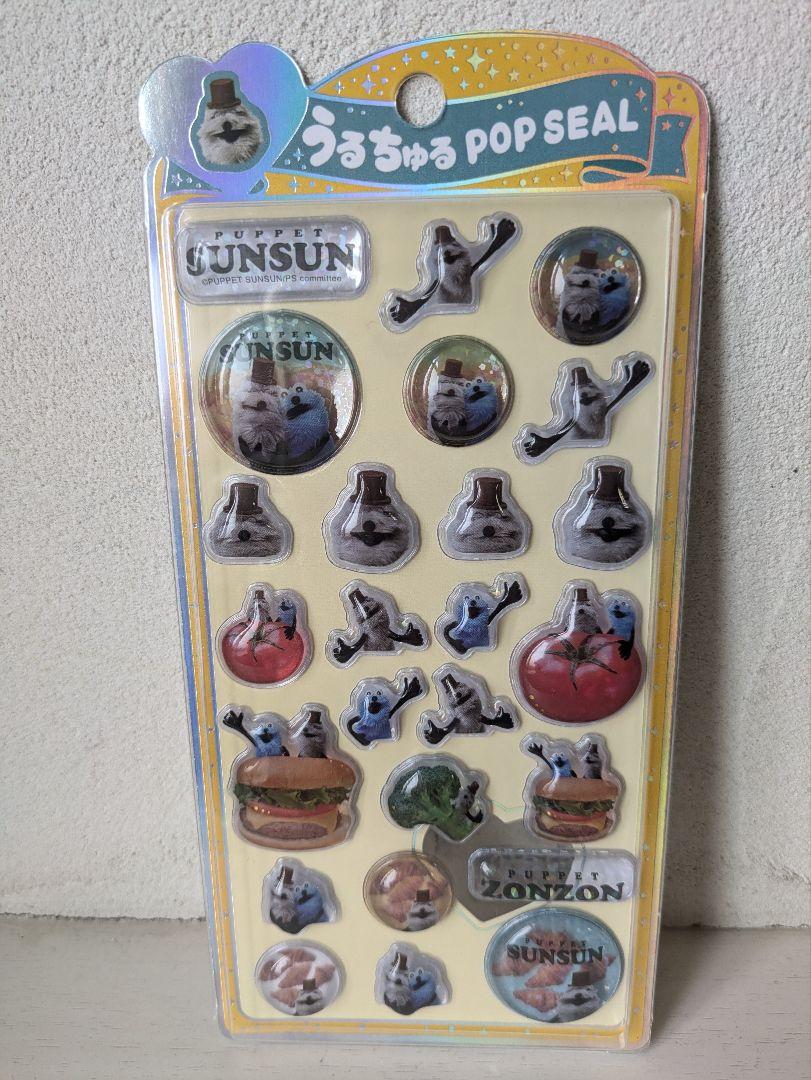 うるちゅる POP SEAL
PUPPET
SUNSUN
©PUPPET SUNSUN/PS committee
PUPPET
SUNSUN
PUPPET
ZONZON
PUPPET
SUNSUN